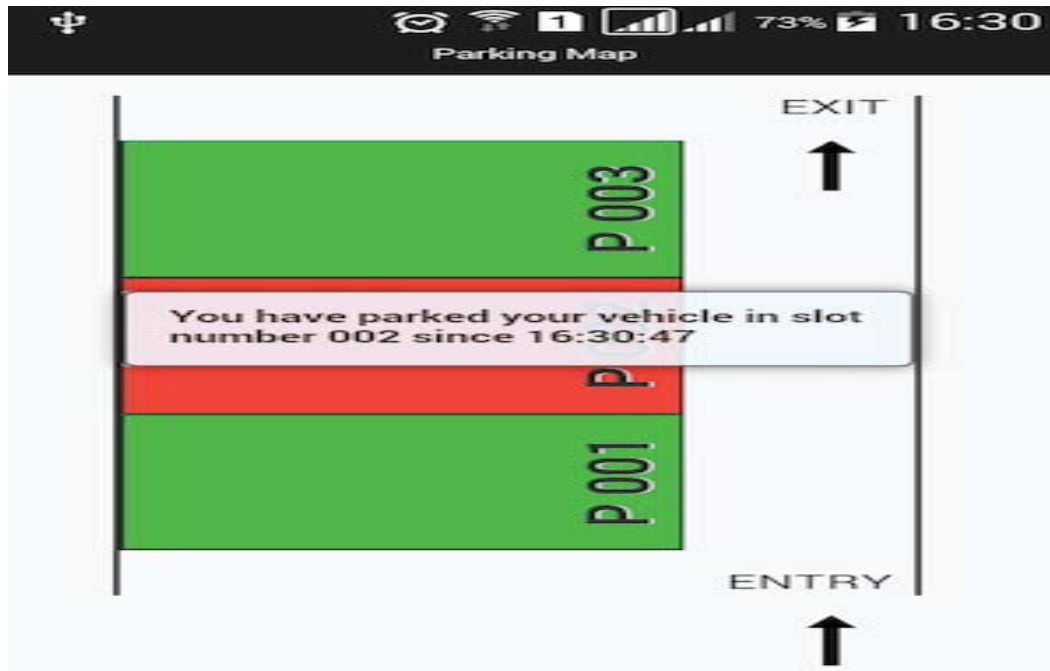 1 73% 16:30
Parking Map
EXIT
P 003
You have parked your vehicle in slot
number 002 since 16:30:47
P
P 001
ENTRY